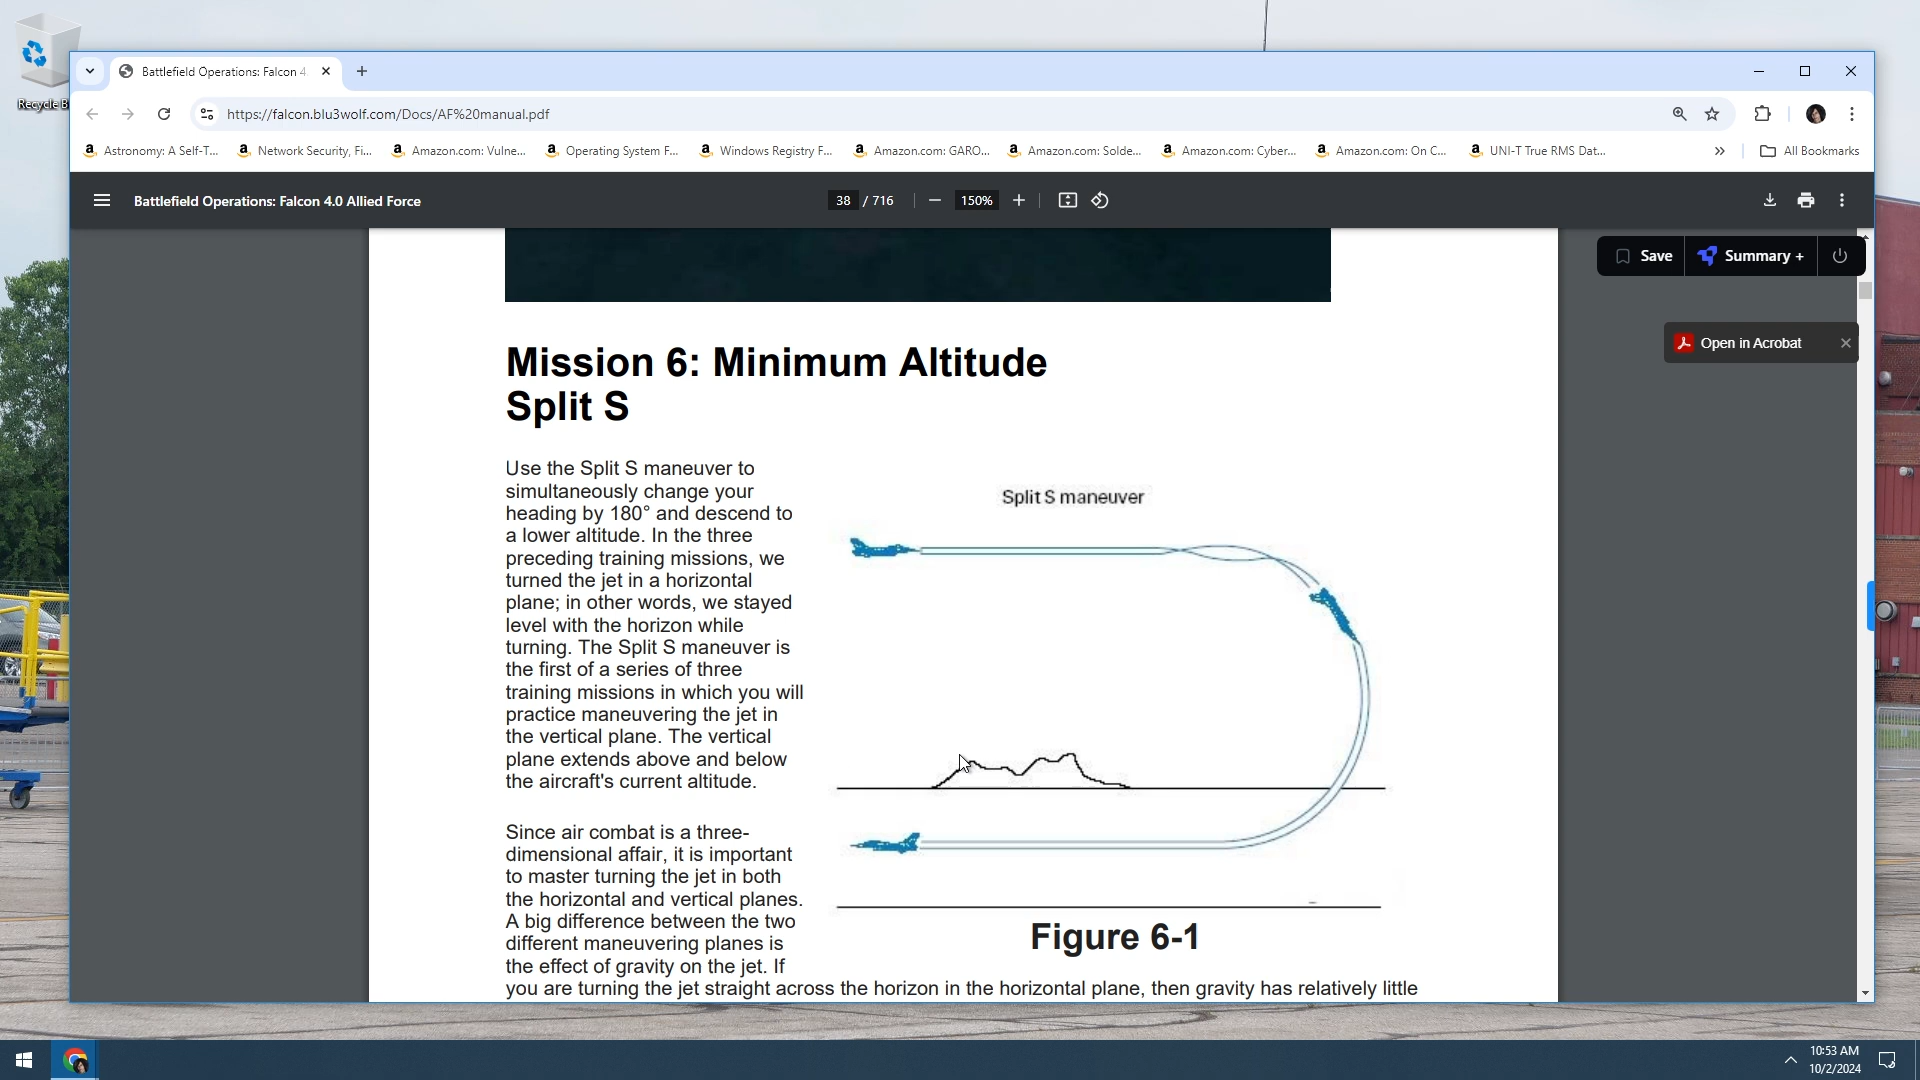 Recycle B
Battlefield Operations: Falcon 4
https://falcon.blu3wolf.com/Docs/AF%20manual.pdf
Astronomy: A Self-T...
Network Security, Fi...
Amazon.com: Vulne...
Operating System F...
Windows Registry F...
Amazon.com: GARO...
Amazon.com: Solde...
Amazon.com: Cyber...
Amazon.com: On C...
UNI-T True RMS Dat...
All Bookmarks
Battlefield Operations: Falcon 4.0 Allied Force
38 / 716
150%
Save
Summary +
Open in Acrobat
Mission 6: Minimum Altitude
Split S
Use the Split S maneuver to
simultaneously change your
heading by 180° and descend to
a lower altitude. In the three
preceding training missions, we
turned the jet in a horizontal
plane; in other words, we stayed
level with the horizon while
turning. The Split S maneuver is
the first of a series of three
training missions in which you will
practice maneuvering the jet in
the vertical plane. The vertical
plane extends above and below
the aircraft's current altitude.
Since air combat is a three-
dimensional affair, it is important
to master turning the jet in both
the horizontal and vertical planes.
A big difference between the two
different maneuvering planes is
the effect of gravity on the jet. If
you are turning the jet straight across the horizon in the horizontal plane, then gravity has relatively little
Split S maneuver
Figure 6-1
10:53 AM
10/2/2024